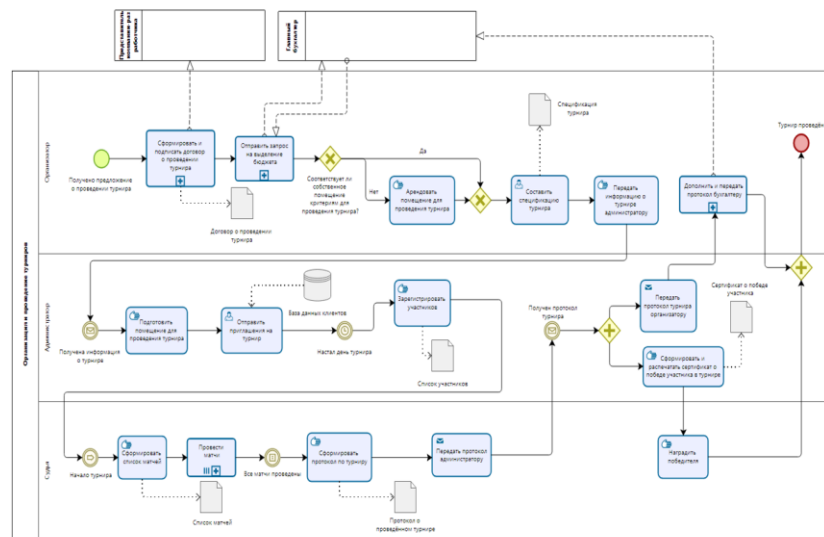 Представитель
компании-раз
работчика
Главный
бухгалтер
Организация и проведение турниров
Организатор
Получено предложение
о проведении турнира
Сформировать и
подписать договор
о проведении
турнира
Договор о проведении
турнира
Отправить запрос
на выделение
бюджета
Соответствует ли
собственное
помещение
критериям для
проведения турнира?
Да
Нет
Арендовать
помещение для
проведения турнира
Спецификация
турнира
Составить
спецификацию
турнира
Передать
информацию о
турнире
администратору
Дополнить и передать
протокол бухгалтеру
Турнир проведён
Администратор
Получена информация
о турнире
Подготовить
помещение для
проведения турнира
Отправить
приглашения на
турнир
База данных клиентов
Настал день турнира
Зарегистрировать
участников
Список участников
Получен протокол
турнира
Передать
протокол турнира
организатору
Сертификат о победе
участника
Сформировать и
распечатать сертификат о
победе участника в турнире
Судья
Начало турнира
Сформировать
список матчей
Список матчей
Провести
матчи
Все матчи проведены
Сформировать
протокол по турниру
Протокол о
проведённом турнире
Передать протокол
администратору
Наградить
победителя